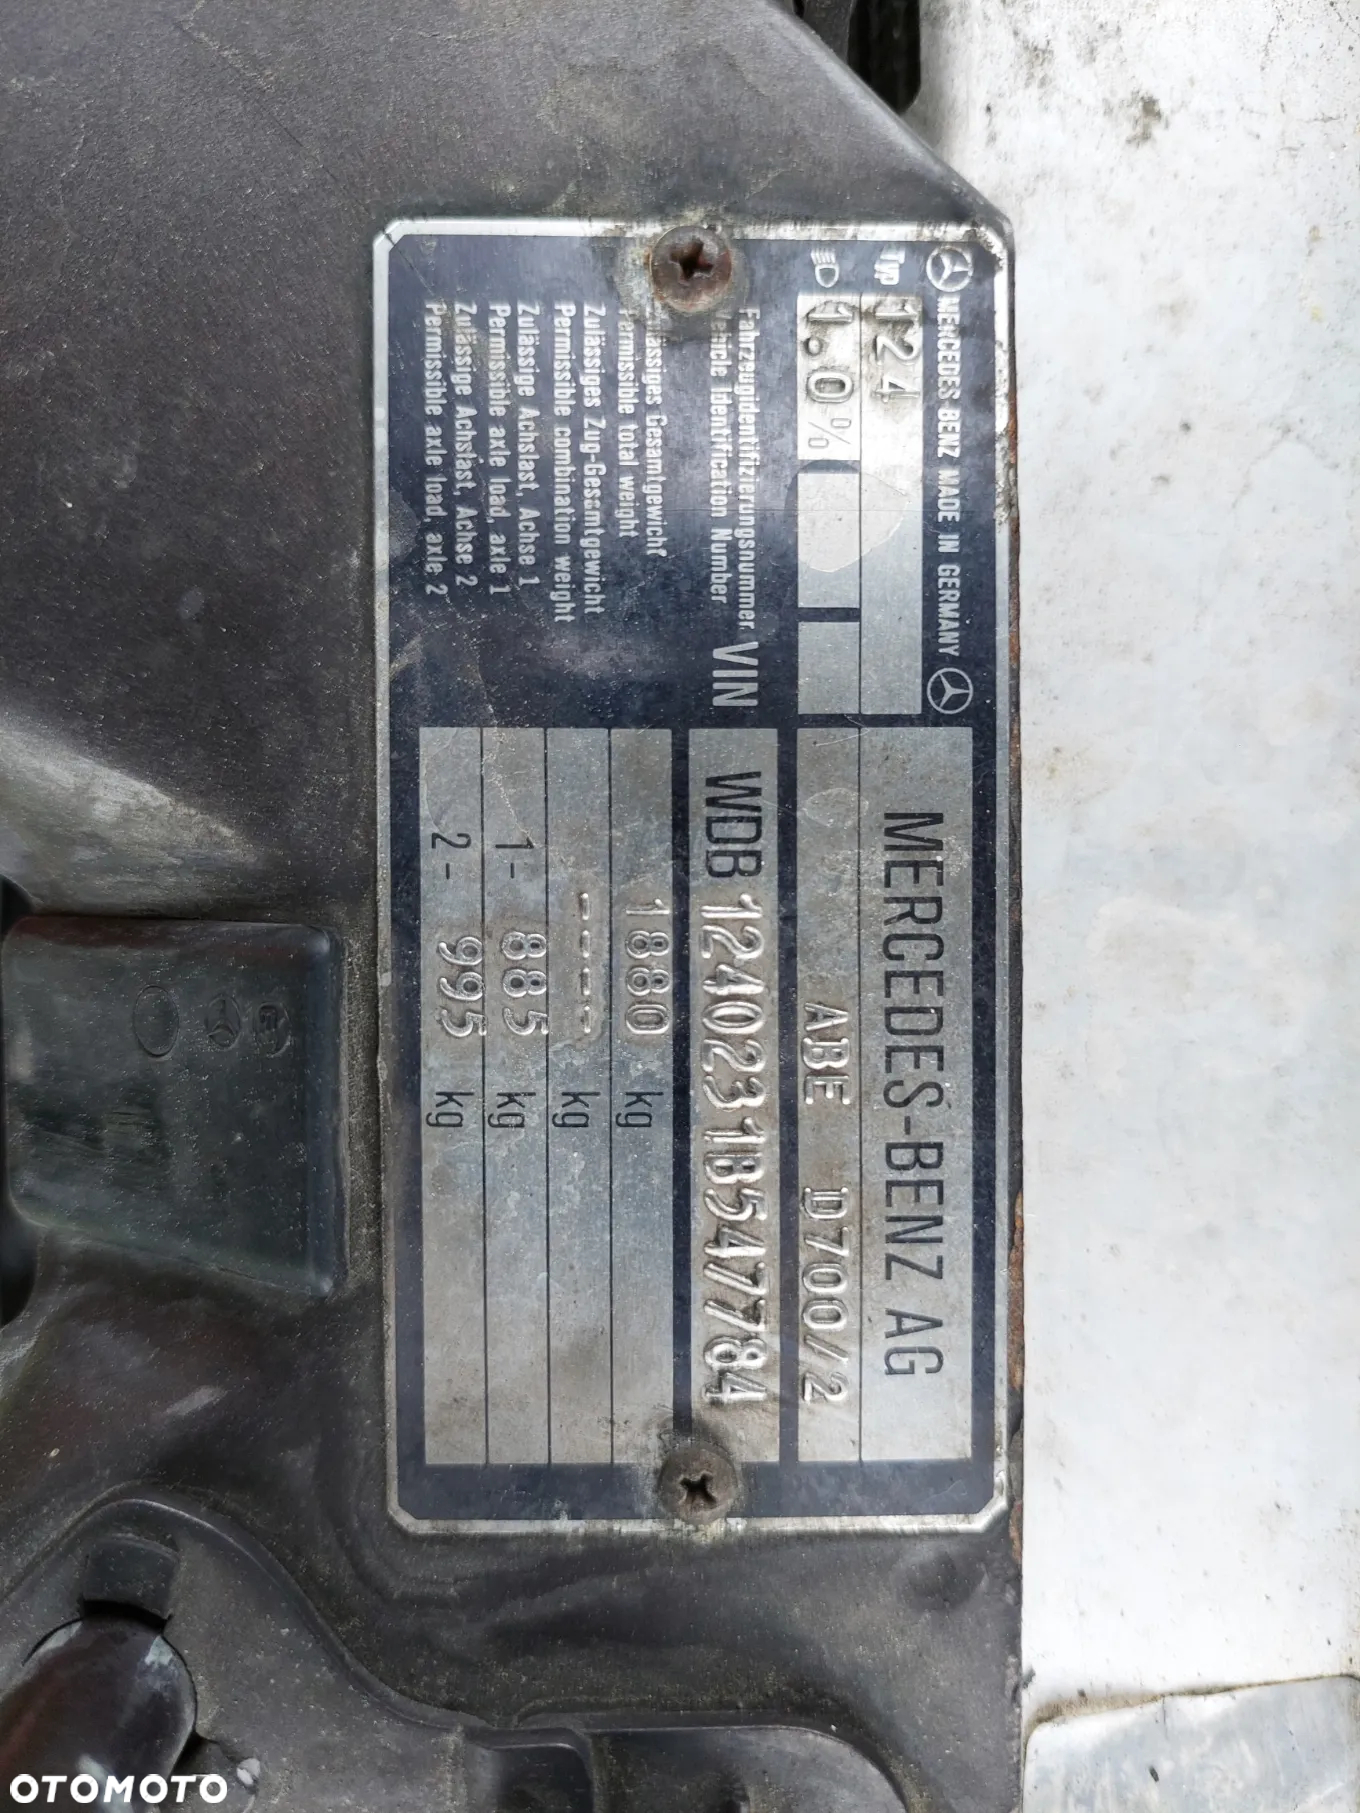 MERCEDES BENZ MADE IN GERMANY
MERCEDES-BENZ AG
Typ 124
1.0% ABE D700/2
Fahrzeugidentifizierungsnummer
Vehicle Identification Number
VIN WDB1240231B547784
Zulässiges Gesamtgewicht
Permissible total weight
1880 kg
Zulässiges Zug-Gesamtgewicht
Permissible combination weight
----- kg
Zulässige Achslast, Achse 1
Permissible axle load, axle 1
1- 885 kg
Zulässige Achslast, Achse 2
Permissible axle load, axle 2
2- 995 kg
OTOMOTO